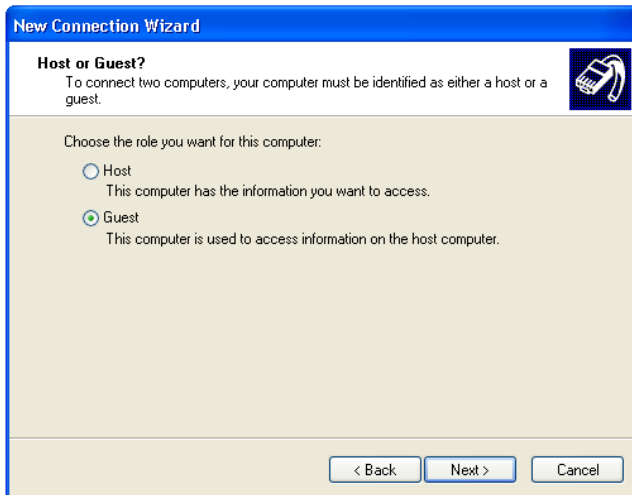 New Connection Wizard
Host or Guest?
To connect two computers, your computer must be identified as either a host or a
guest.
Choose the role you want for this computer:
Host
This computer has the information you want to access.
Guest
This computer is used to access information on the host computer.
< Back Next > Cancel